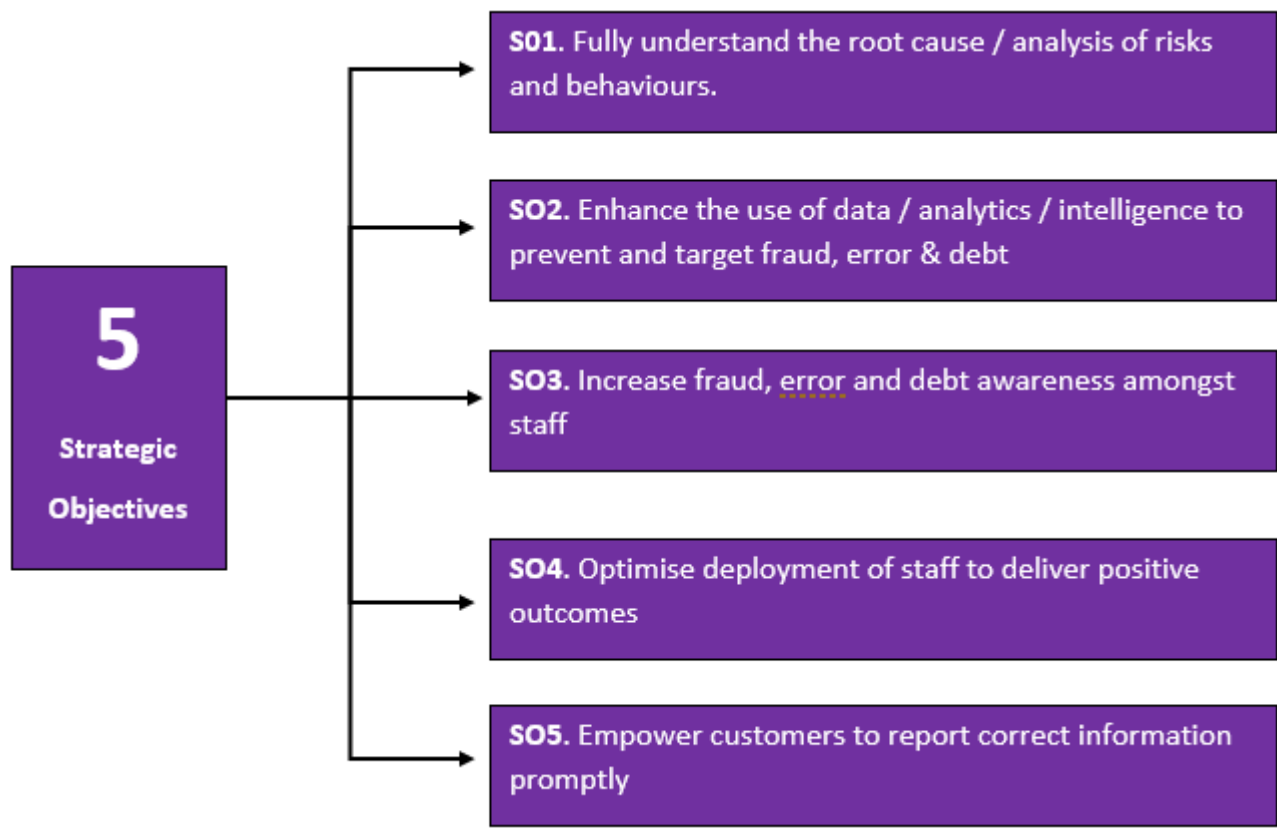 5
Strategic
Objectives
S01. Fully understand the root cause / analysis of risks
and behaviours.
SO2. Enhance the use of data / analytics / intelligence to
prevent and target fraud, error & debt
SO3. Increase fraud, error and debt awareness amongst
staff
SO4. Optimise deployment of staff to deliver positive
outcomes
SO5. Empower customers to report correct information
promptly